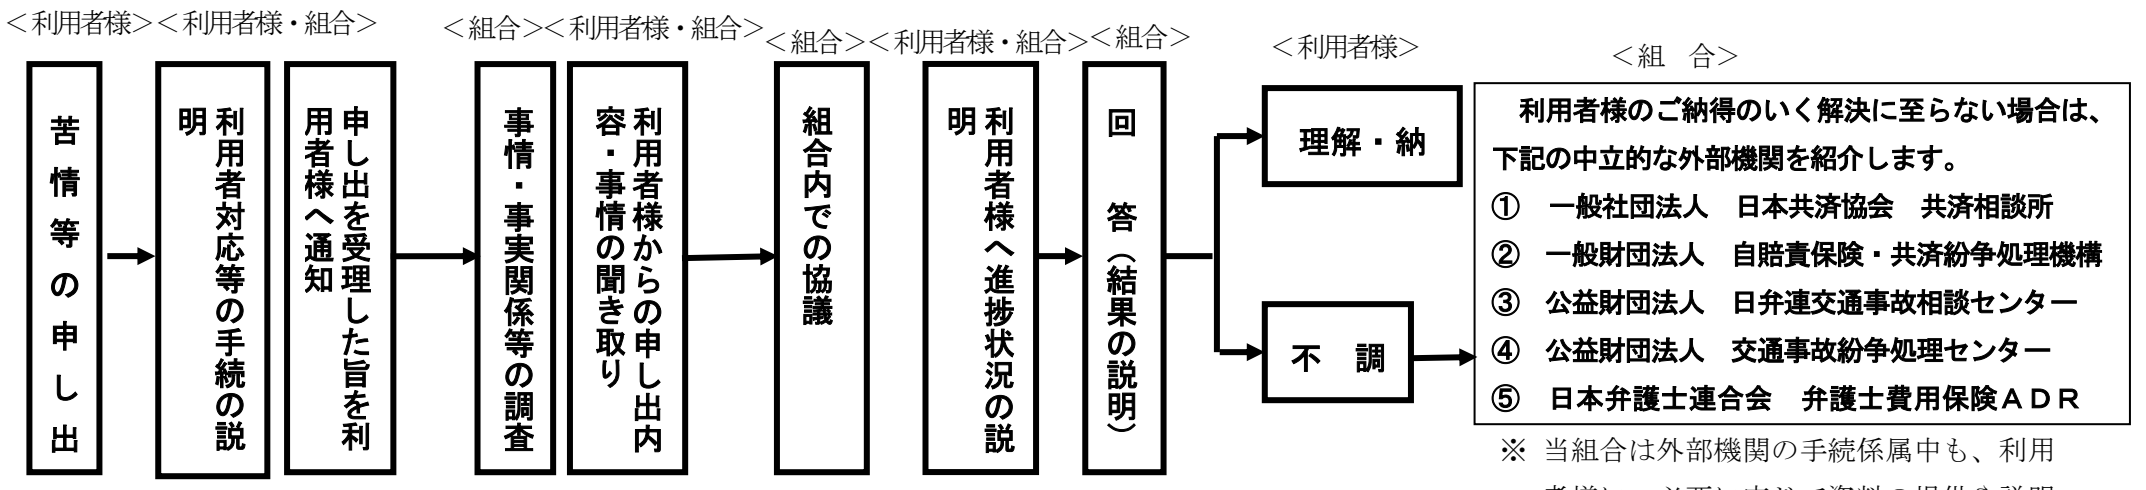 ＜利用者様＞＜利用者様・組合＞
＜組合＞＜利用者様・組合＞
＜組合＞＜利用者様・組合＞＜組合＞
＜利用者様＞
＜組　合＞
苦情等の申し出
利用者対応等の手続の説
明
申し出を受理した旨を利
用者様へ通知
事情・事実関係等の調査
利用者様からの申し出内
容・事情の聞き取り
組合内での協議
利用者様へ進捗状況の説
明
回　答（結果の説明）
理解・納
不　調
利用者様のご納得のいく解決に至らない場合は、
下記の中立的な外部機関を紹介します。
①　一般社団法人　日本共済協会　共済相談所
②　一般財団法人　自賠責保険・共済紛争処理機構
③　公益財団法人　日弁連交通事故相談センター
④　公益財団法人　交通事故紛争処理センター
⑤　日本弁護士連合会　弁護士費用保険ＡＤＲ
※ 当組合は外部機関の手続係属中も、利用